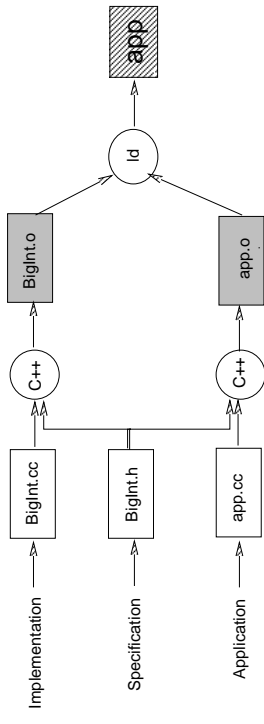 Implementation
BigInt.cc
C++
BigInt.o
Specification
BigInt.h
ld
app
Application
app.cc
C++
app.o